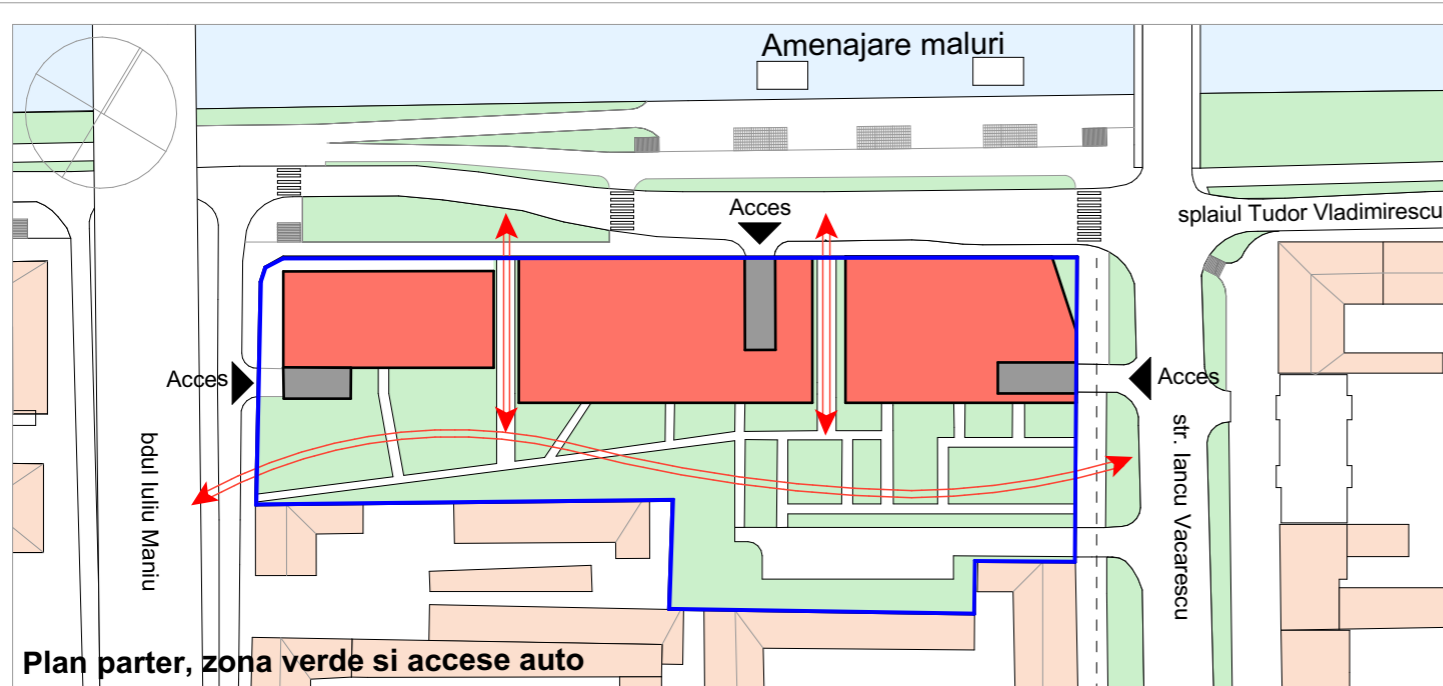 Amenajare maluri
splaiul Tudor Vladimirescu
Acces
Acces
Acces
bdul Iuliu Maniu
str. Iancu Vacarescu
Plan parter, zona verde si accese auto